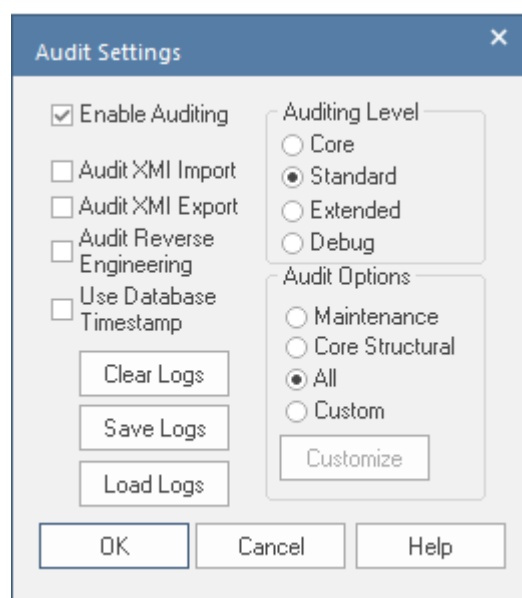 Audit Settings
Enable Auditing
Audit XMI Import
Audit XMI Export
Audit Reverse
Engineering
Use Database
Timestamp
Clear Logs
Save Logs
Load Logs
Auditing Level
Core
Standard
Extended
Debug
Audit Options
Maintenance
Core Structural
All
Custom
Customize
OK
Cancel
Help